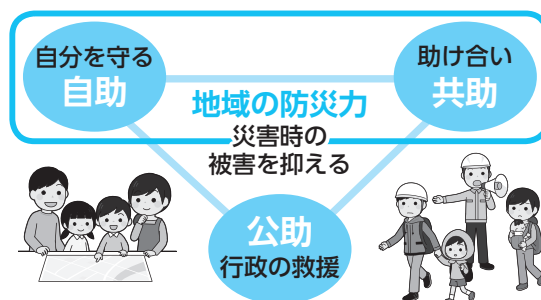 自分を守る
自助
助け合い
共助
地域の防災力
災害時の
被害を抑える
公助
行政の救援